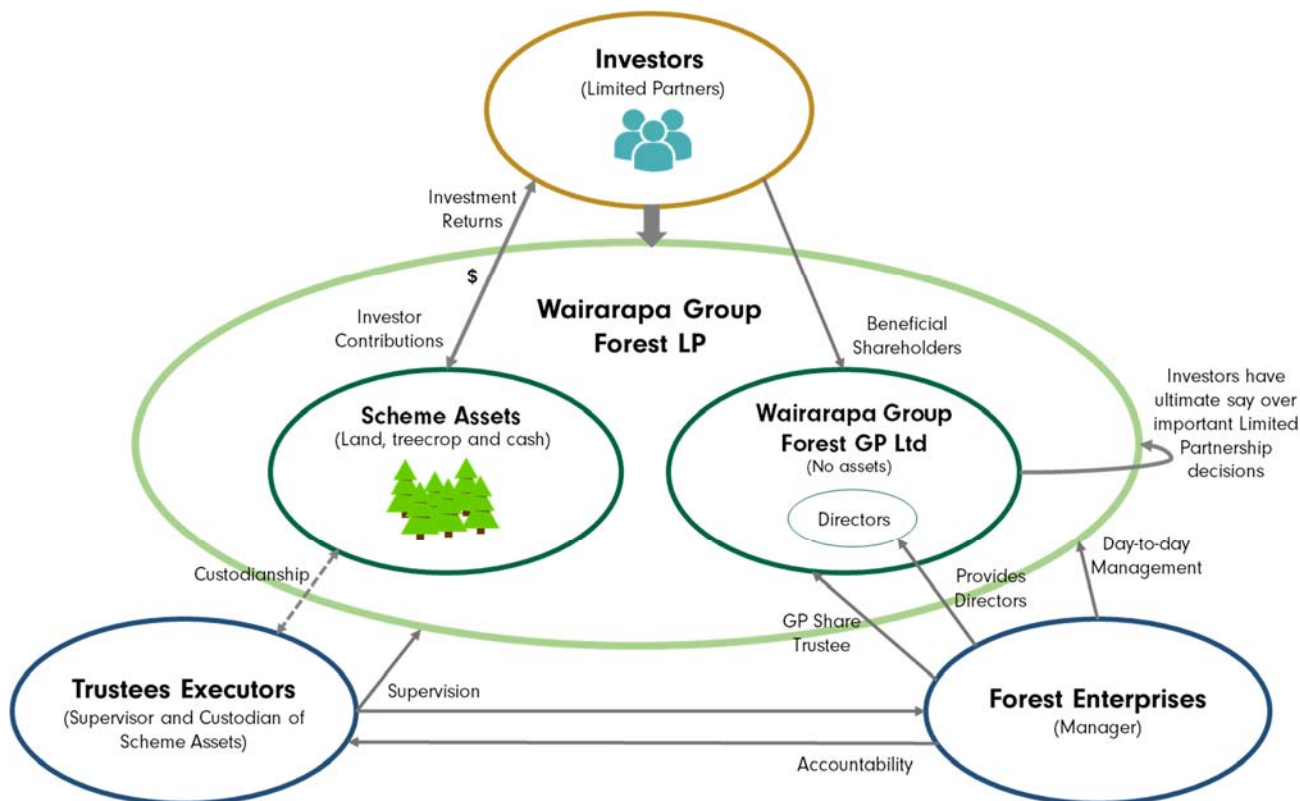 Investors
(Limited Partners)
Investment
Returns
$
Investor
Contributions
Wairarapa Group
Forest LP
Beneficial
Shareholders
Investors have
ultimate say over
important Limited
Partnership
decisions
Scheme Assets
(Land, treecrop and cash)
Wairarapa Group
Forest GP Ltd
(No assets)
Directors
Custodianship
Provides
Directors
Day-to-day
Management
GP Share
Trustee
Trustees Executors
(Supervisor and Custodian of
Scheme Assets)
Supervision
Accountability
Forest Enterprises
(Manager)